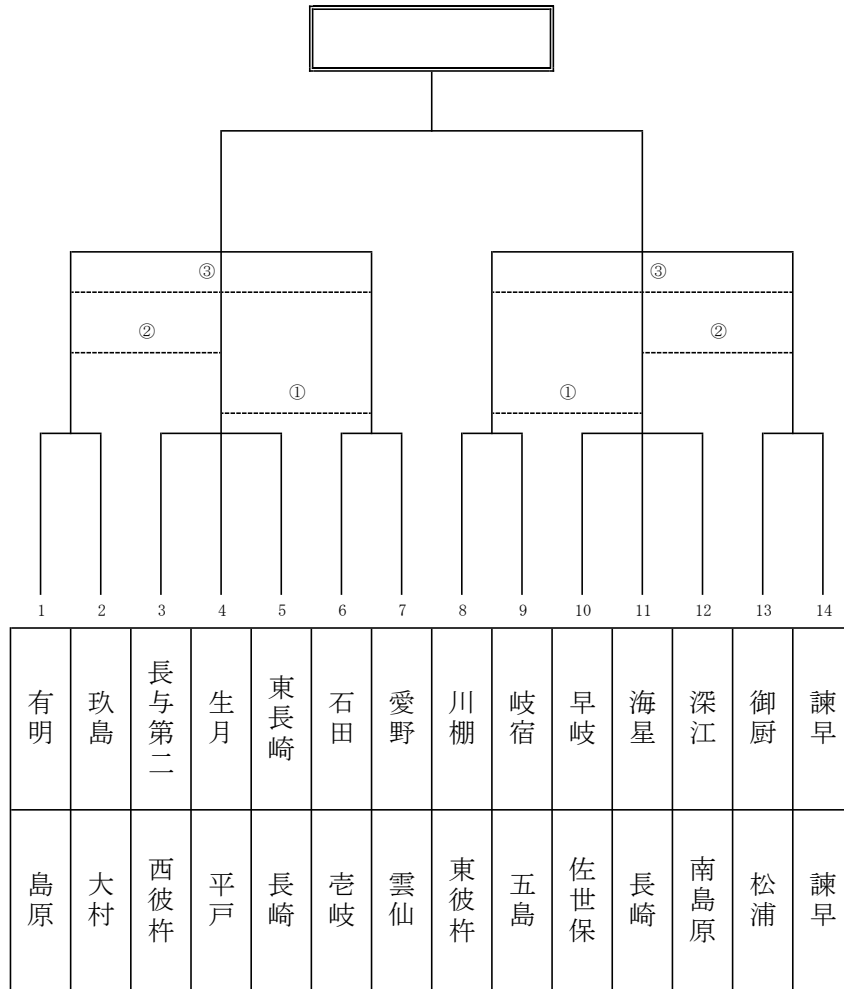 ③ ③
② ②
① ①
1 2 3 4 5 6 7 8 9 10 11 12 13 14
有明 玖島 長与第二 生月 東長崎 石田 愛野 川棚 岐宿 早岐 海星 深江 御厨 諫早
島原 大村 西彼杵 平戸 長崎 壱岐 雲仙 東彼杵 五島 佐世保 長崎 南島原 松浦 諫早